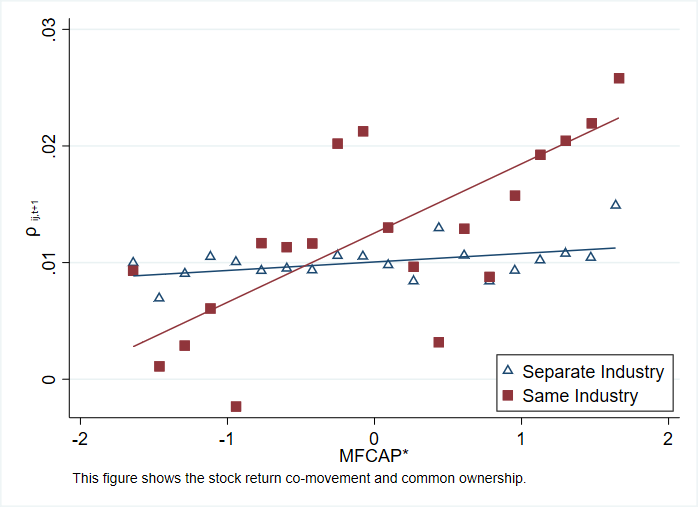 .03
.02
.01
0
ρ ij,t+1
-2 -1 0 1 2
MFCAP*
Separate Industry
Same Industry
This figure shows the stock return co-movement and common ownership.